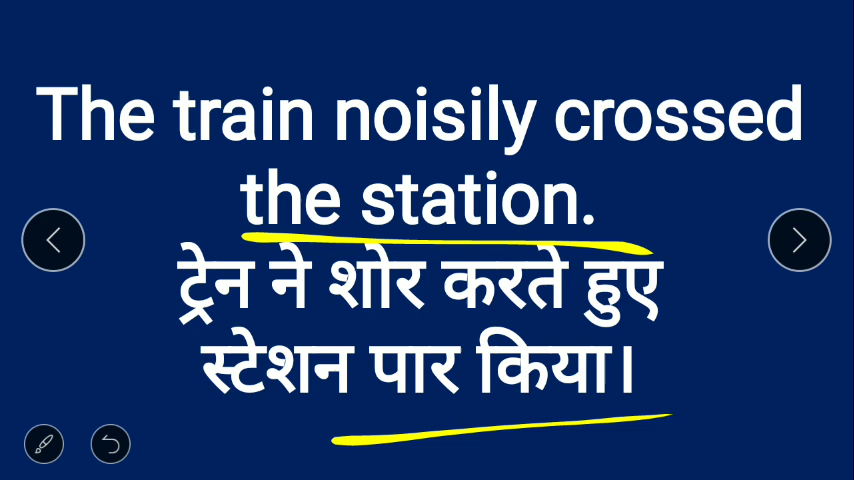 The train noisily crossed
the station.
ट्रेन ने शोर करते हुए
स्टेशन पार किया।